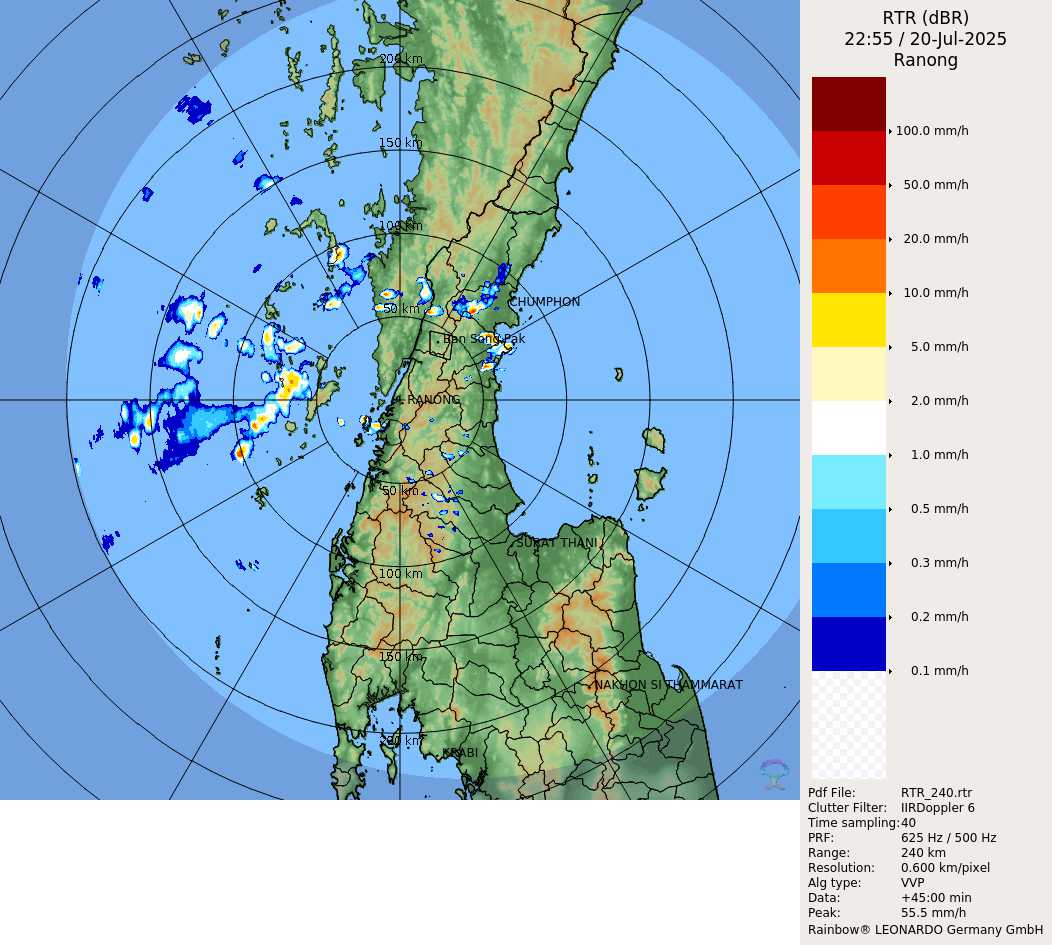 RTR (dBR)
22:55 / 20-Jul-2025
Ranong
200 km
150 km
100 km
50 km
CHUMPHON
Ban Song Pak
RANONG
50 km
SURAT THANI
100 km
150 km
NAKHON SI THAMMARAT
200 km
KRABI
100.0 mm/h
50.0 mm/h
20.0 mm/h
10.0 mm/h
5.0 mm/h
2.0 mm/h
1.0 mm/h
0.5 mm/h
0.3 mm/h
0.2 mm/h
0.1 mm/h
Pdf File: RTR_240.rtr
Clutter Filter: IIRDoppler 6
Time sampling:40
PRF: 625 Hz / 500 Hz
Range: 240 km
Resolution: 0.600 km/pixel
Alg type: VVP
Data: +45:00 min
Peak: 55.5 mm/h
Rainbow® LEONARDO Germany GmbH